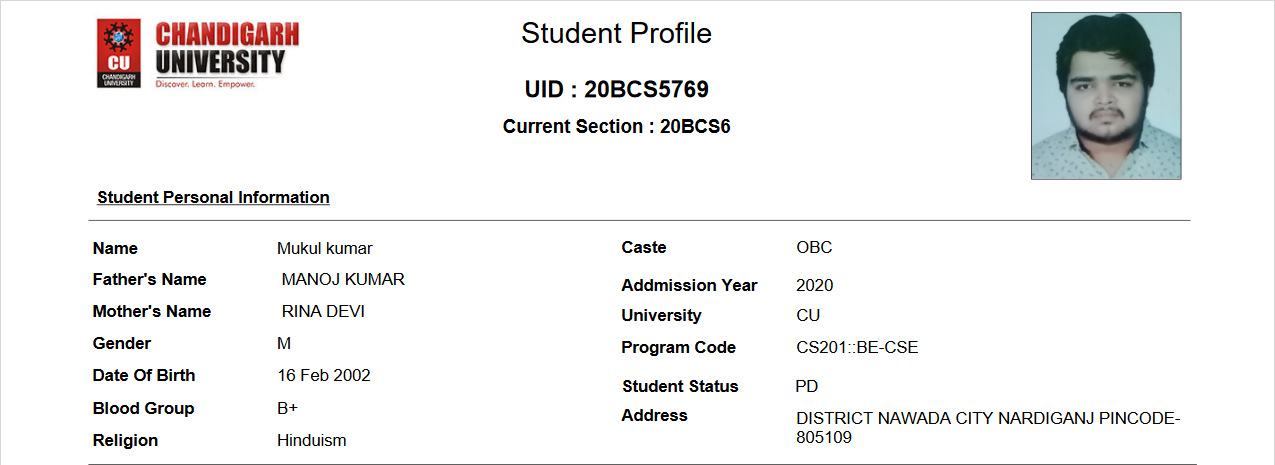 CU
CHANDIGARH
UNIVERSITY
CHANDIGARH
UNIVERSITY
Discover. Learn. Empower.
Student Profile
UID : 20BCS5769
Current Section : 20BCS6
Student Personal Information
Name Mukul kumar
Father's Name MANOJ KUMAR
Mother's Name RINA DEVI
Gender M
Date Of Birth 16 Feb 2002
Blood Group B+
Religion Hinduism
Caste OBC
Addmission Year 2020
University CU
Program Code CS201::BE-CSE
Student Status PD
Address DISTRICT NAWADA CITY NARDIGANJ PINCODE-
805109